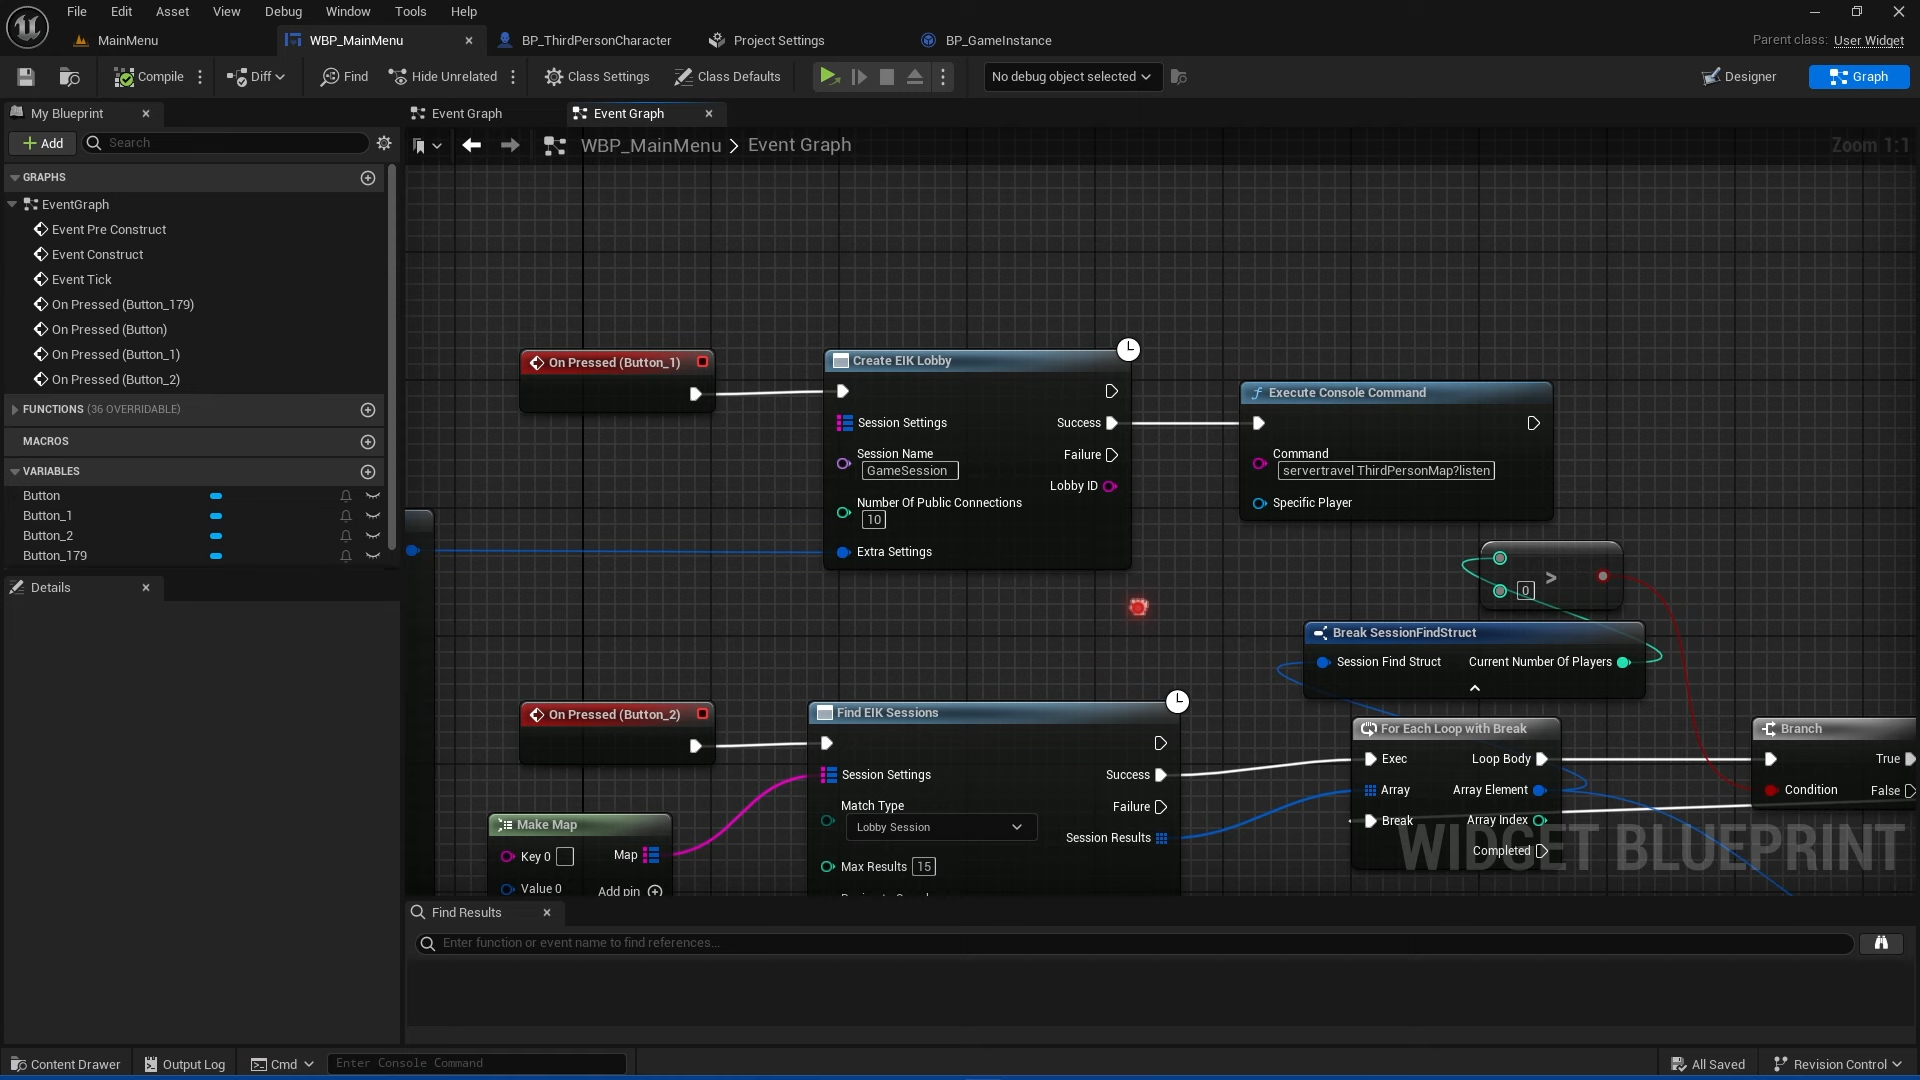 File Edit Asset View Debug Window Tools Help
MainMenu
WBP_MainMenu
BP_ThirdPersonCharacter
Project Settings
BP_GameInstance
Parent class: User Widget
Compile
Diff
Find
Hide Unrelated
Class Settings
Class Defaults
No debug object selected
Designer
Graph
My Blueprint
Event Graph
Event Graph
Add
Search
WBP_MainMenu > Event Graph
Zoom 1:1
GRAPHS
EventGraph
Event Pre Construct
Event Construct
Event Tick
On Pressed (Button_179)
On Pressed (Button)
On Pressed (Button_1)
On Pressed (Button_2)
FUNCTIONS (36 OVERRIDABLE)
MACROS
VARIABLES
Button
Button_1
Button_2
Button_179
Details
On Pressed (Button_1)
Create EIK Lobby
Session Settings
Success
Session Name
GameSession
Failure
Lobby ID
Number Of Public Connections
10
Extra Settings
Execute Console Command
Command
servertravel ThirdPersonMap?listen
Specific Player
>
0
Break SessionFindStruct
Session Find Struct
Current Number Of Players
On Pressed (Button_2)
Find EIK Sessions
Session Settings
Success
Match Type
Lobby Session
Failure
Session Results
Max Results 15
Make Map
Key 0
Map
Value 0
Add pin
For Each Loop with Break
Exec
Loop Body
Array
Array Element
Break
Array Index
Completed
Branch
True
Condition
False
WIDGET BLUEPRINT
Find Results
Enter function or event name to find references...
Content Drawer
Output Log
Cmd
Enter Console Command
All Saved
Revision Control